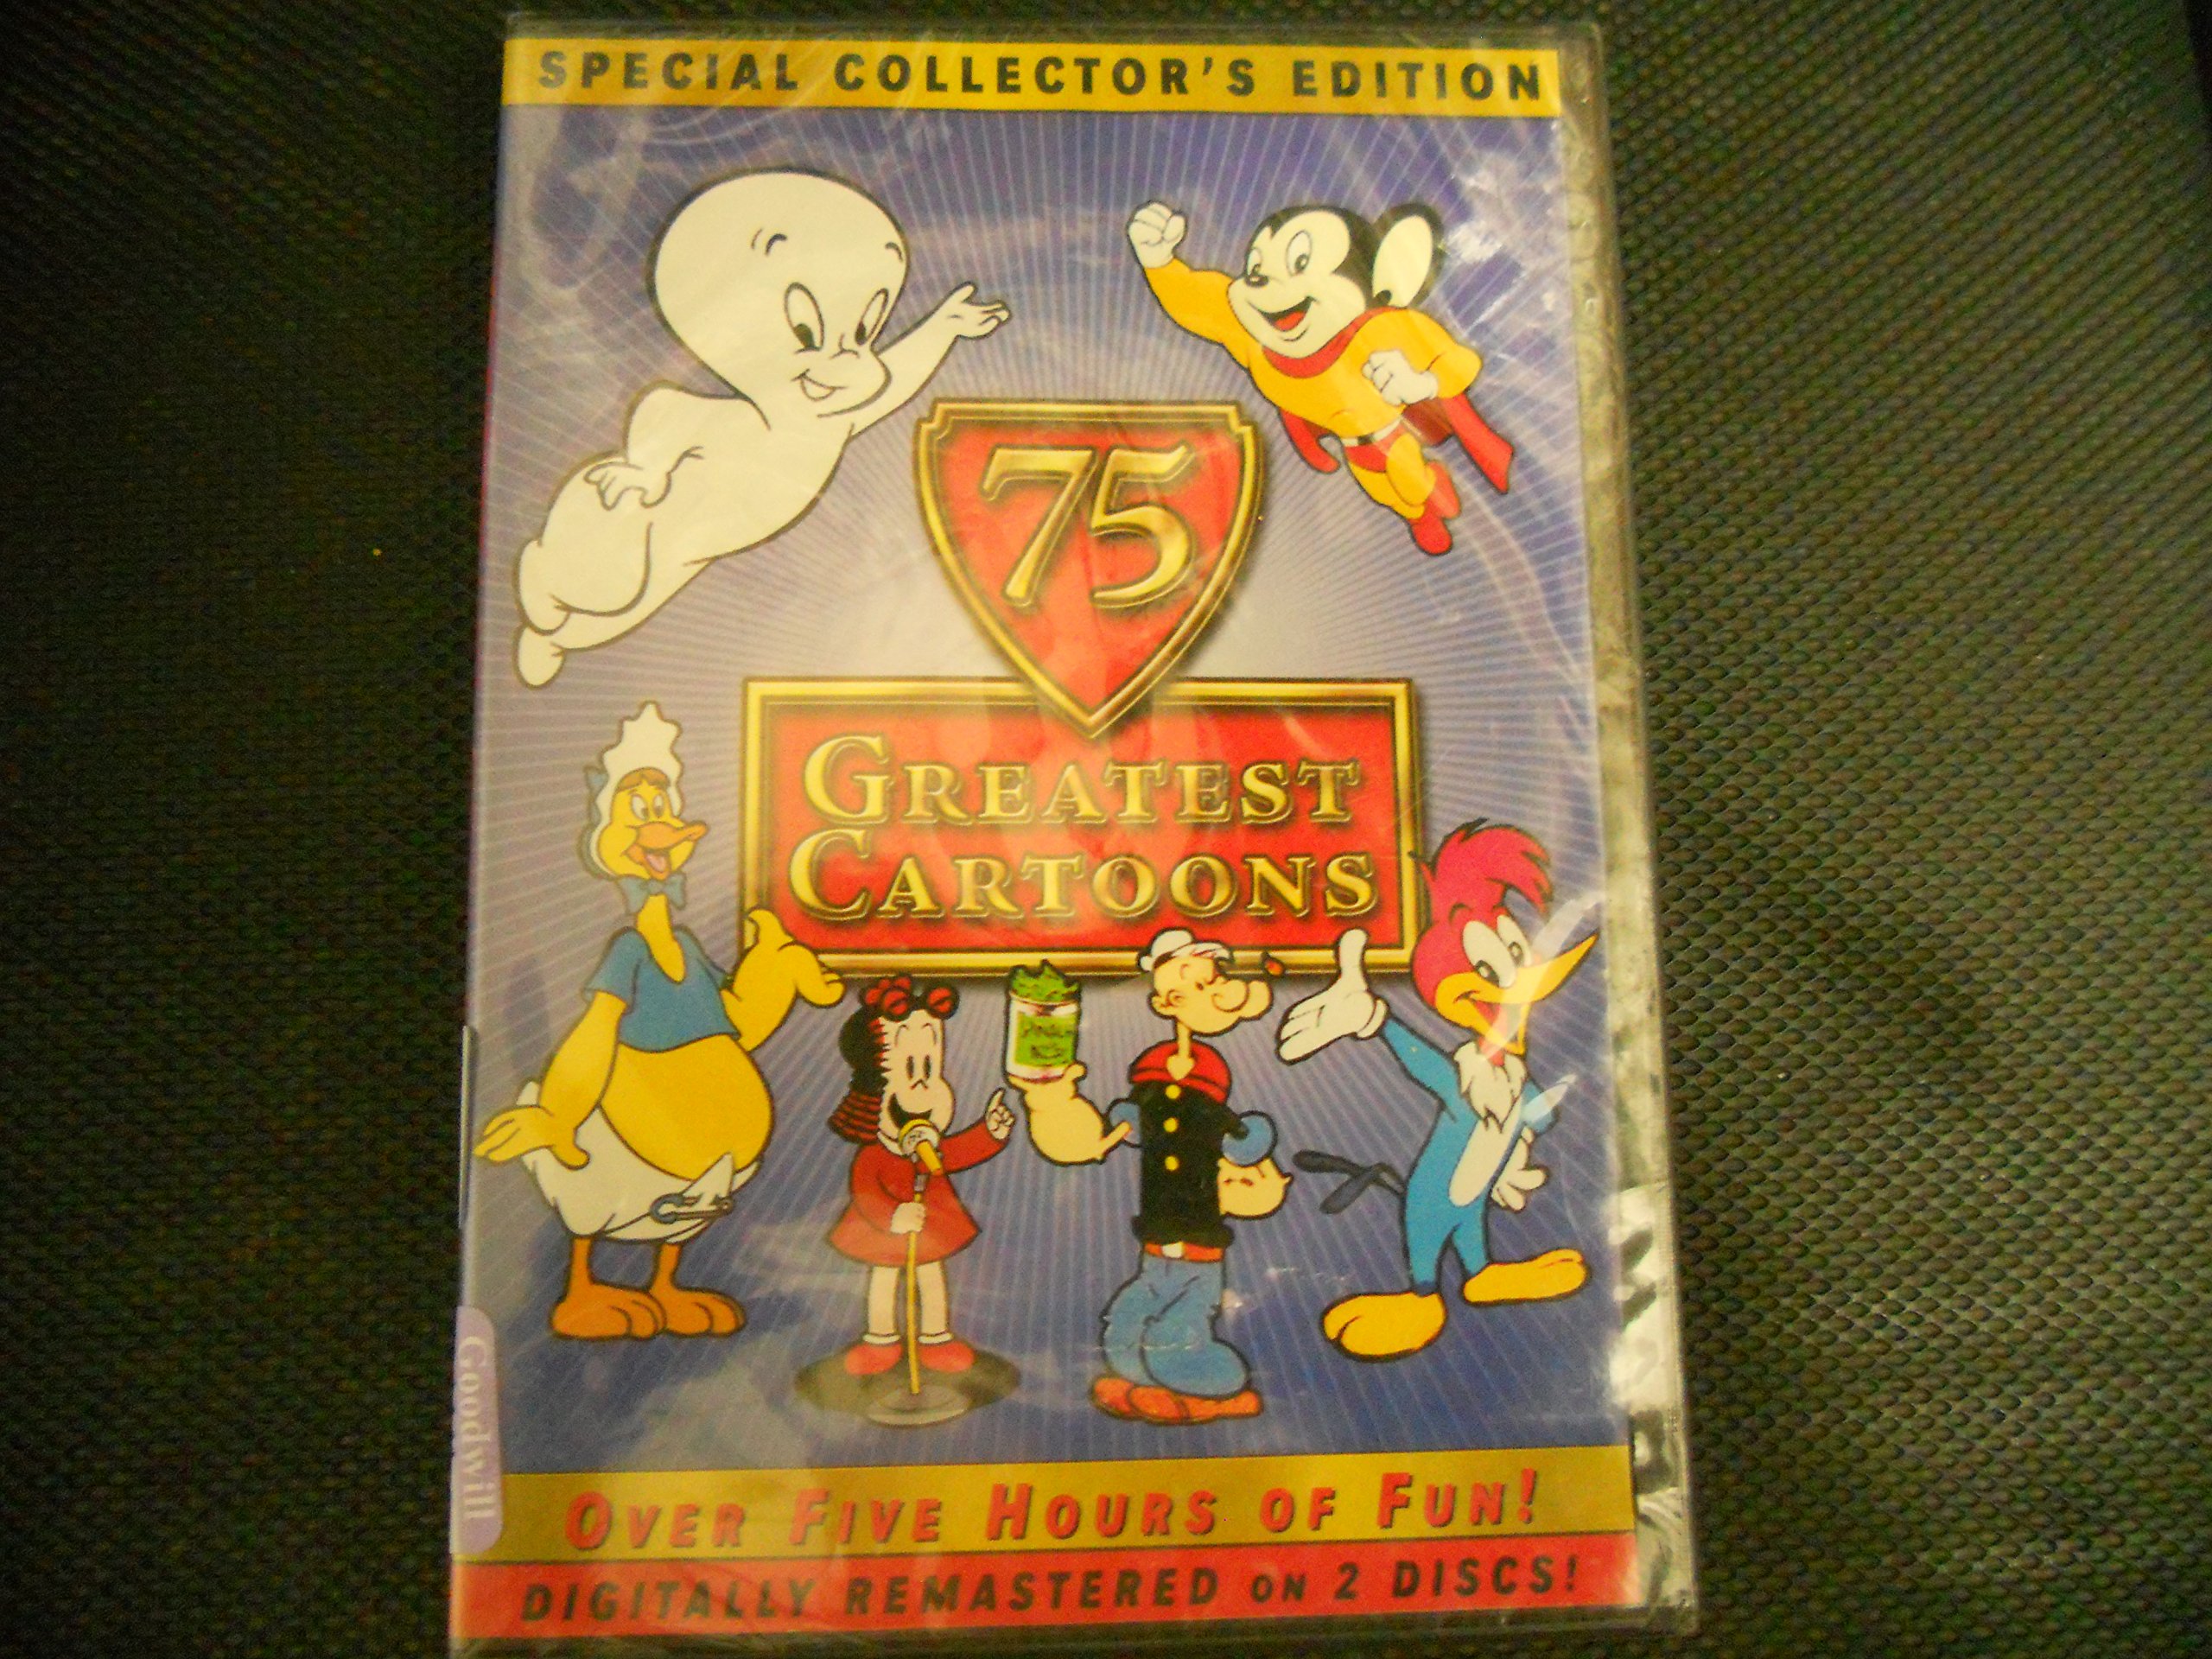 SPECIAL COLLECTOR'S EDITION
75
GREATEST
CARTOONS
Goodwill
OVER FIVE HOURS OF FUN!
DIGITALLY REMASTERED ON 2 DISCS!